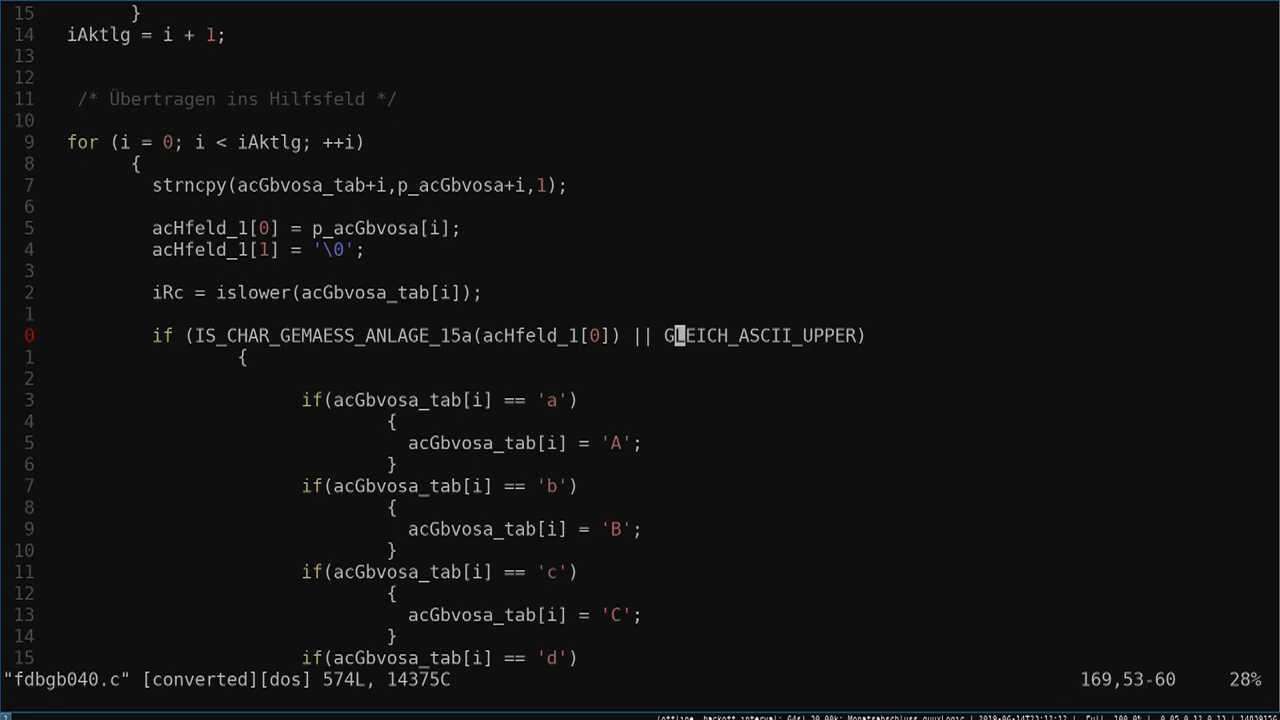 15 }
14 iAktlg = i + 1;
13
12
11 /* Übertragen ins Hilfsfeld */
10
9 for (i = 0; i < iAktlg; ++i)
8 {
7 strncpy(acGbvosa_tab+i,p_acGbvosa+i,1);
6
5 acHfeld_1[0] = p_acGbvosa[i];
4 acHfeld_1[1] = '\0';
3
2 iRc = islower(acGbvosa_tab[i]);
1
0 if (IS_CHAR_GEMAESS_ANLAGE_15a(acHfeld_1[0]) || GLEICH_ASCII_UPPER)
1 {
2
3 if(acGbvosa_tab[i] == 'a')
4 {
5 acGbvosa_tab[i] = 'A';
6 }
7 if(acGbvosa_tab[i] == 'b')
8 {
9 acGbvosa_tab[i] = 'B';
10 }
11 if(acGbvosa_tab[i] == 'c')
12 {
13 acGbvosa_tab[i] = 'C';
14 }
15 if(acGbvosa_tab[i] == 'd')
"fdbgb040.c" [converted][dos] 574L, 14375C 169,53-60 28%